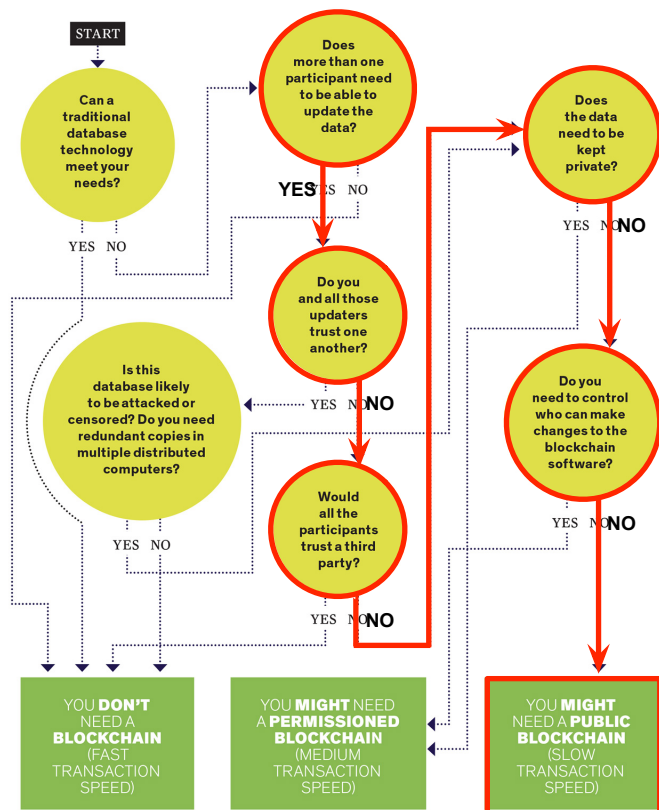 START
Can a
traditional
database
technology
meet your
needs?
YES NO
Does
more than one
participant need
to be able to
update the
data?
YES YES NO
Do you
and all those
updaters
trust one
another?
YES NO NO
Is this
database likely
to be attacked or
censored? Do you need
redundant copies in
multiple distributed
computers?
YES NO
Would
all the
participants
trust a third
party?
YES NO NO
Does
the data
need to be
kept
private?
YES NO NO
Do you
need to control
who can make
changes to the
blockchain
software?
YES NO NO
YOU DON'T
NEED A
BLOCKCHAIN
(FAST
TRANSACTION
SPEED)
YOU MIGHT NEED
A PERMISSIONED
BLOCKCHAIN
(MEDIUM
TRANSACTION
SPEED)
YOU MIGHT
NEED A PUBLIC
BLOCKCHAIN
(SLOW
TRANSACTION
SPEED)